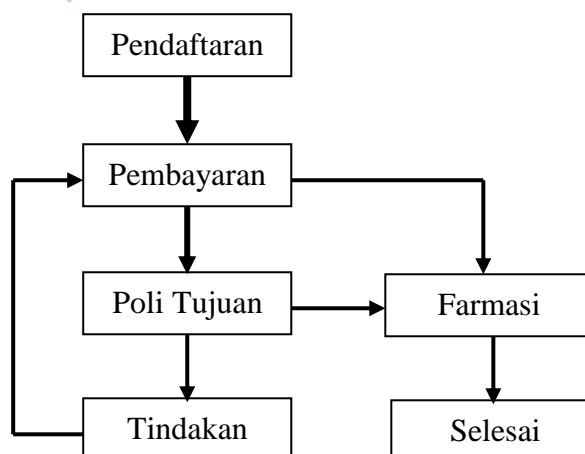 Pendaftaran
Pembayaran
Poli Tujuan
Farmasi
Tindakan
Selesai